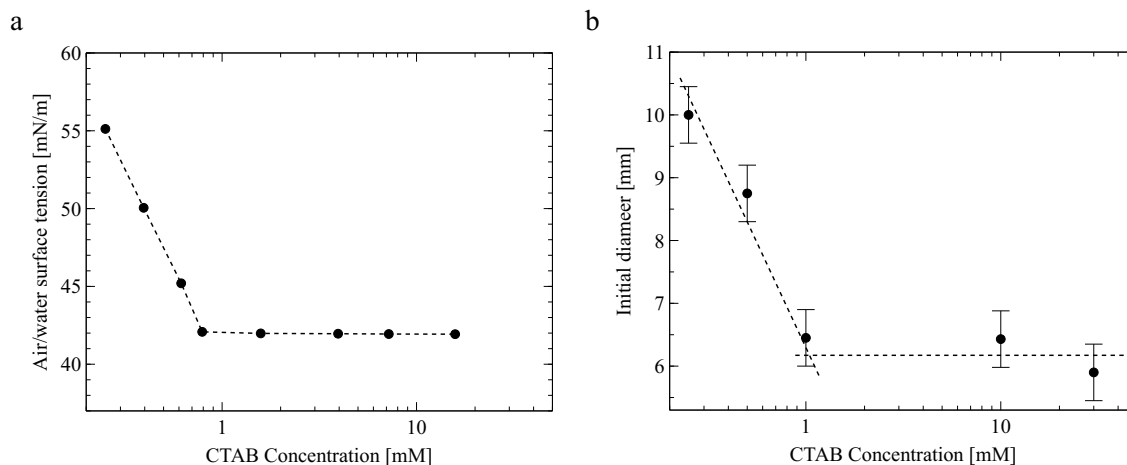 a
60
55
50
45
40
Air/water surface tension [mN/m]
1
10
CTAB Concentration [mM]
b
11
10
9
8
7
6
Initial diameer [mm]
1
10
CTAB Concentration [mM]